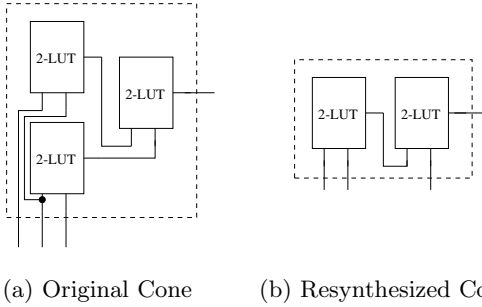 2-LUT
2-LUT
2-LUT
2-LUT
2-LUT
(a) Original Cone
(b) Resynthesized Co